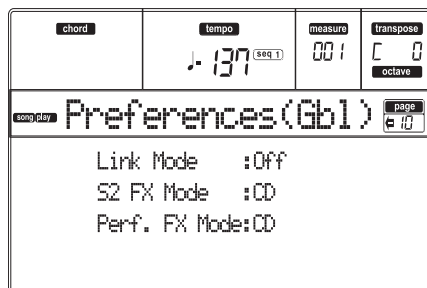 chord tempo measure transpose
♩- 137 seq 1 001 C 0
octave
song play Preferences(Gbl) page
10
Link Mode :Off
S2 FX Mode :CD
Perf. FX Mode:CD